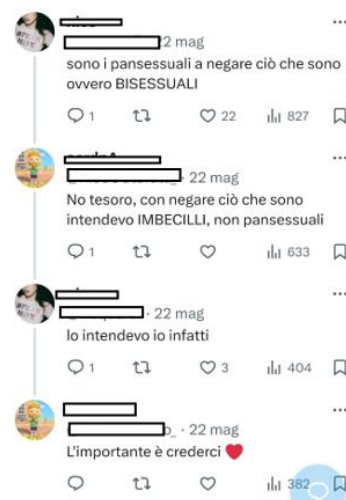 22 mag
sono i pansessuali a negare ciò che sono
ovvero BISESSUALI
1 22 827
22 mag
No tesoro, con negare ciò che sono
intendevo IMBECILLI, non pansessuali
1 633
· 22 mag
lo intendevo io infatti
1 3 404
· 22 mag
L'importante è crederci ❤️
382